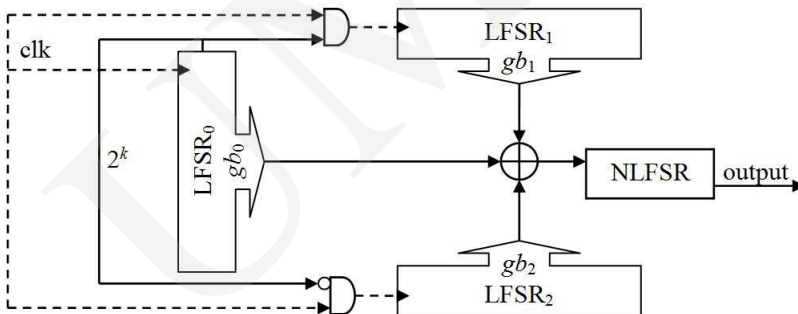 LFSR₁
gb₁
clk
LFSR₀
gb₀
2ᵏ
NLFSR
output
gb₂
LFSR₂